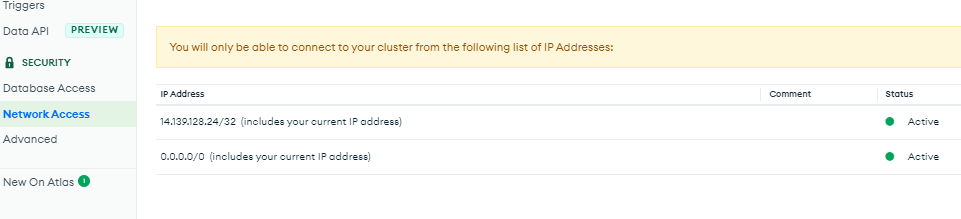 Triggers
Data API PREVIEW
SECURITY
Database Access
Network Access
Advanced
New On Atlas 1
You will only be able to connect to your cluster from the following list of IP Addresses:
IP Address Comment Status
14.139.128.24/32 (includes your current IP address) Active
0.0.0.0/0 (includes your current IP address) Active